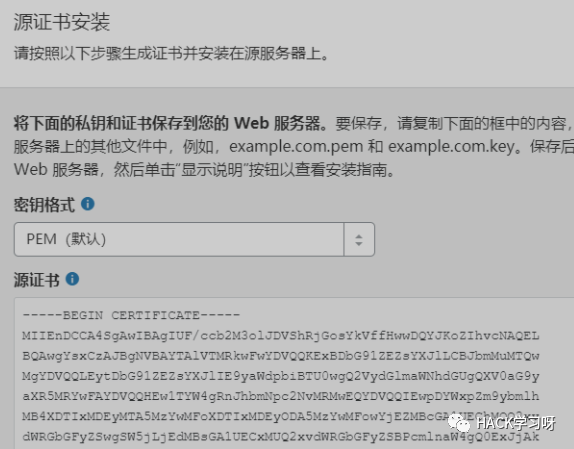 源证书安装
请按照以下步骤生成证书并安装在源服务器上。
将下面的私钥和证书保存到您的 Web 服务器。要保存，请复制下面的框中的内容，
服务器上的其他文件中，例如，example.com.pem 和 example.com.key。保存后
Web 服务器，然后单击“显示说明”按钮以查看安装指南。
密钥格式
PEM（默认）
源证书
-----BEGIN CERTIFICATE-----
MIIEnDCCA4SgAwIBAgIUF/ccb2M3olJDVShRjGosYkVffHwwDQYJKoZIhvcNAQEL
BQAwgYsxCzAJBgNVBAYTAlVTMRkwFwYDVQQKExBDbG91ZEZsYXJlLCBJbmMuMTQw
MgYDVQQLEytDbG91ZEZsYXJlIE9yaWdpbiBTU0wgQ2VydGlmaWNhdGUgQXV0aG9y
aXR5MRYwFAYDVQQHEw1TYW4gRnJhbmNpc2NvMRMwEQYDVQQIEwpDYWxpZm9ybmlh
MB4XDTIxMDEyMTA5MzYwMFoXDTIxMDEyODA5MzYwMFowYjEZMBcGA1UEChMQQ2xv
dWRGbGFyZSwgSW5jLjEdMBsGA1UECxMUQ2xvdWRGbGFyZSBPcmlnaW4gQ0ExJjAk
HACK学习呀